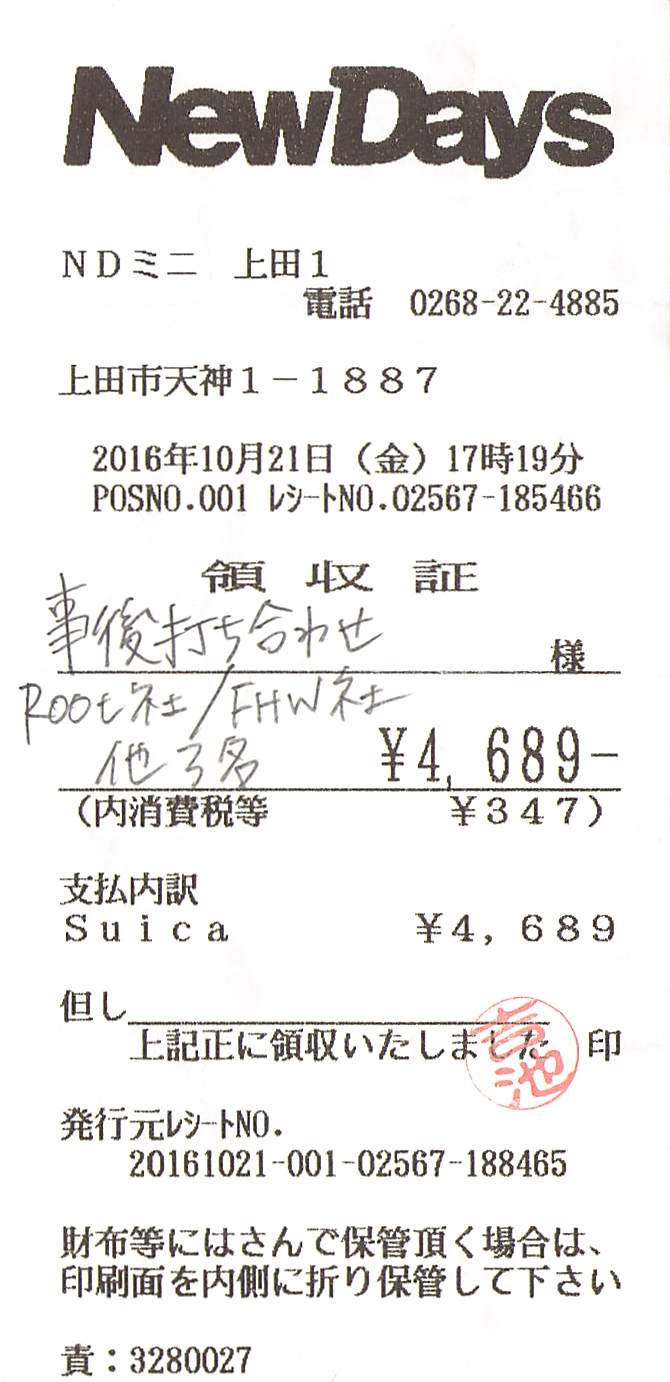 NewDays
NDミニ　上田1
電話　0268-22-4885
上田市天神1－1887
2016年10月21日（金）17時19分
POSNO.001 ﾚｼｰﾄNO.02567-185466
領収証
事後打ち合わせ
様
Root社/FHW社
他3名
¥4,689-
（内消費税等　¥347）
支払内訳
Suica　¥4,689
但し
上記正に領収いたしました　印
発行元ﾚｼｰﾄNO.
20161021-001-02567-188465
財布等にはさんで保管頂く場合は、
印刷面を内側に折り保管して下さい
責：3280027